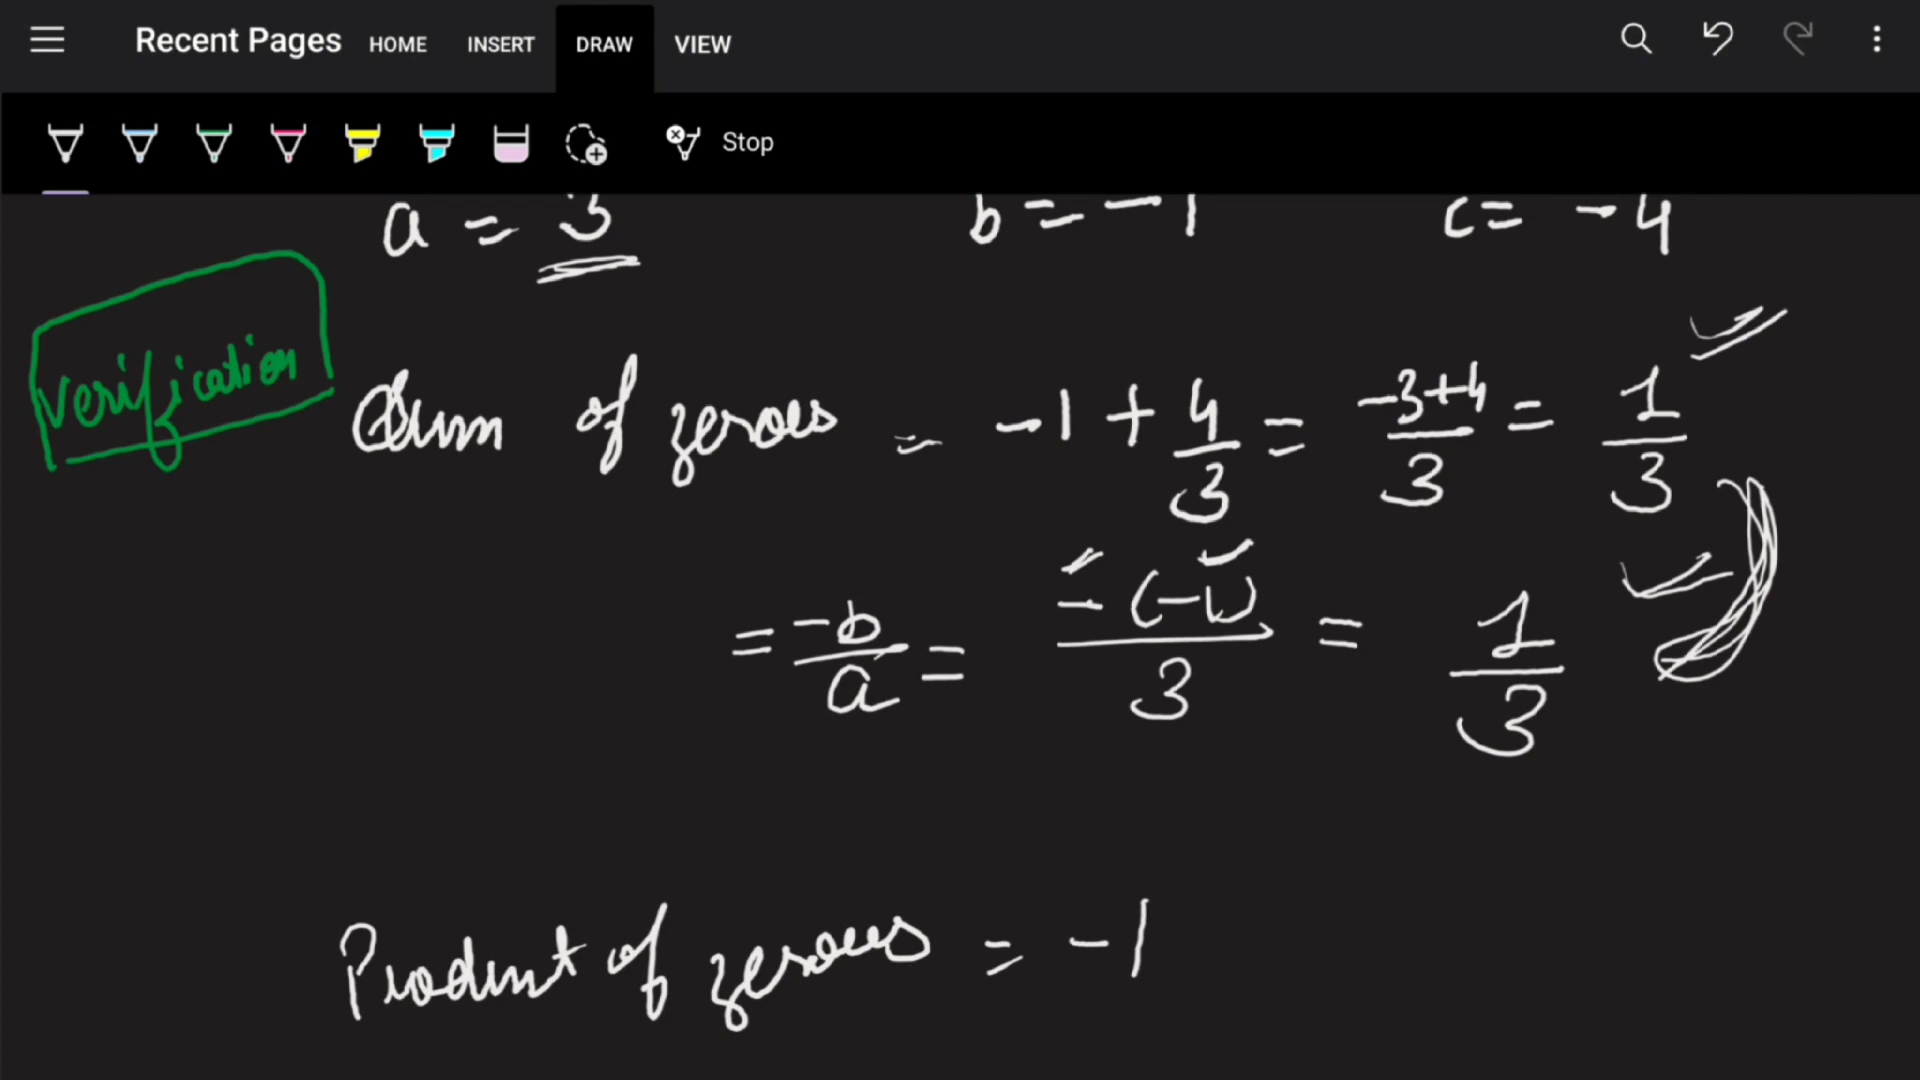 Recent Pages HOME INSERT DRAW VIEW
Stop
a = 3 b = -1 c = -4
verification
Sum of zeroes = -1 + 4/3 = -3+4/3 = 1/3
= -b/a = -(-1)/3 = 1/3
Product of zeroes = -1